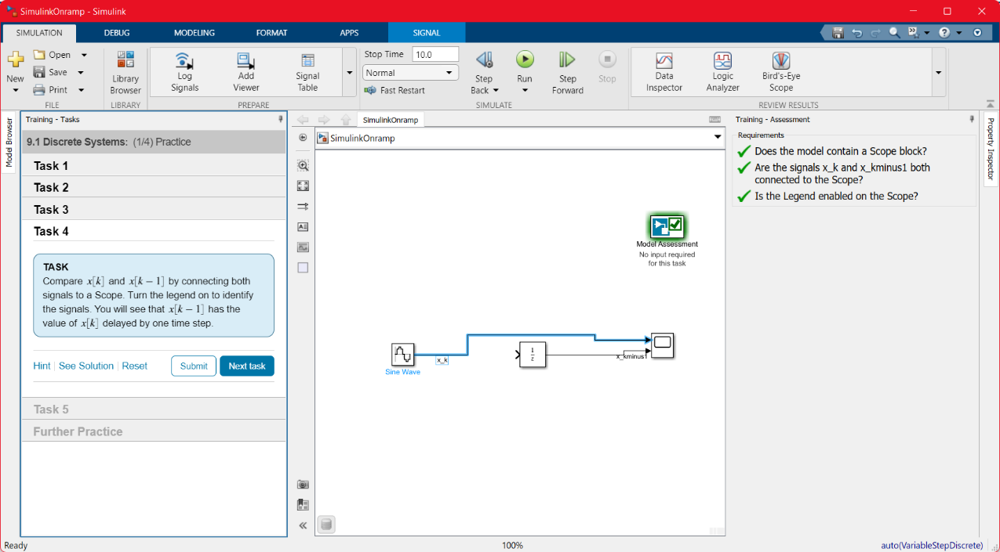 SimulinkOnramp - Simulink
SIMULATION DEBUG MODELING FORMAT APPS SIGNAL
New
Open
Save
Print
FILE
Library
Browser
LIBRARY
Log
Signals
Add
Viewer
Signal
Table
PREPARE
Stop Time 10.0
Normal
Fast Restart
Step
Back
Run
Step
Forward
Stop
SIMULATE
Data
Inspector
Logic
Analyzer
Bird's-Eye
Scope
REVIEW RESULTS
Model Browser
Training - Tasks
9.1 Discrete Systems: (1/4) Practice
Task 1
Task 2
Task 3
Task 4
TASK
Compare x[k] and x[k − 1] by connecting both
signals to a Scope. Turn the legend on to identify
the signals. You will see that x[k − 1] has the
value of x[k] delayed by one time step.
Hint See Solution Reset Submit Next task
Task 5
Further Practice
SimulinkOnramp
SimulinkOnramp
Model Assessment
No input required
for this task
Sine Wave
x_k
1
z
x_kminus1
Training - Assessment
Requirements
Does the model contain a Scope block?
Are the signals x_k and x_kminus1 both
connected to the Scope?
Is the Legend enabled on the Scope?
Property Inspector
Ready 100% auto(VariableStepDiscrete)